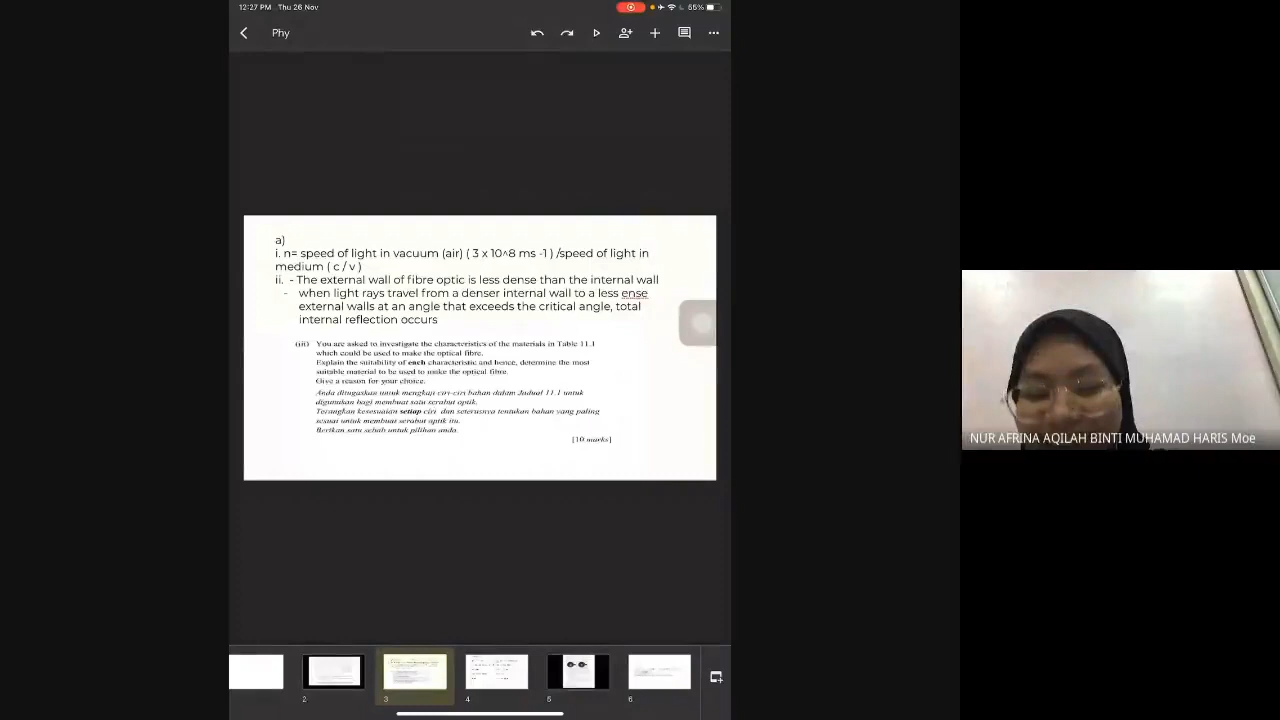 12:27 PM Thu 26 Nov
55%
Phy
a)
i. n= speed of light in vacuum (air) ( 3 x 10^8 ms -1 ) /speed of light in
medium ( c / v )
ii. - The external wall of fibre optic is less dense than the internal wall
- when light rays travel from a denser internal wall to a less ense
external walls at an angle that exceeds the critical angle, total
internal reflection occurs
(iii) You are asked to investigate the characteristics of the materials in Table 11.1
which could be used to make the optical fibre.
Explain the suitability of each characteristic and hence, determine the most
suitable material to be used to make the optical fibre.
Give a reason for your choice.
Anda ditugaskan untuk mengkaji ciri-ciri bahan dalam Jadual 11.1 untuk
digunakan bagi membuat satu serabut optik.
Terangkan kesesuaian setiap ciri dan seterusnya tentukan bahan yang paling
sesuai untuk membuat serabut optik itu.
Berikan satu sebab untuk pilihan anda.
[10 marks]
NUR AFRINA AQILAH BINTI MUHAMAD HARIS Moe
2
3
4
5
6